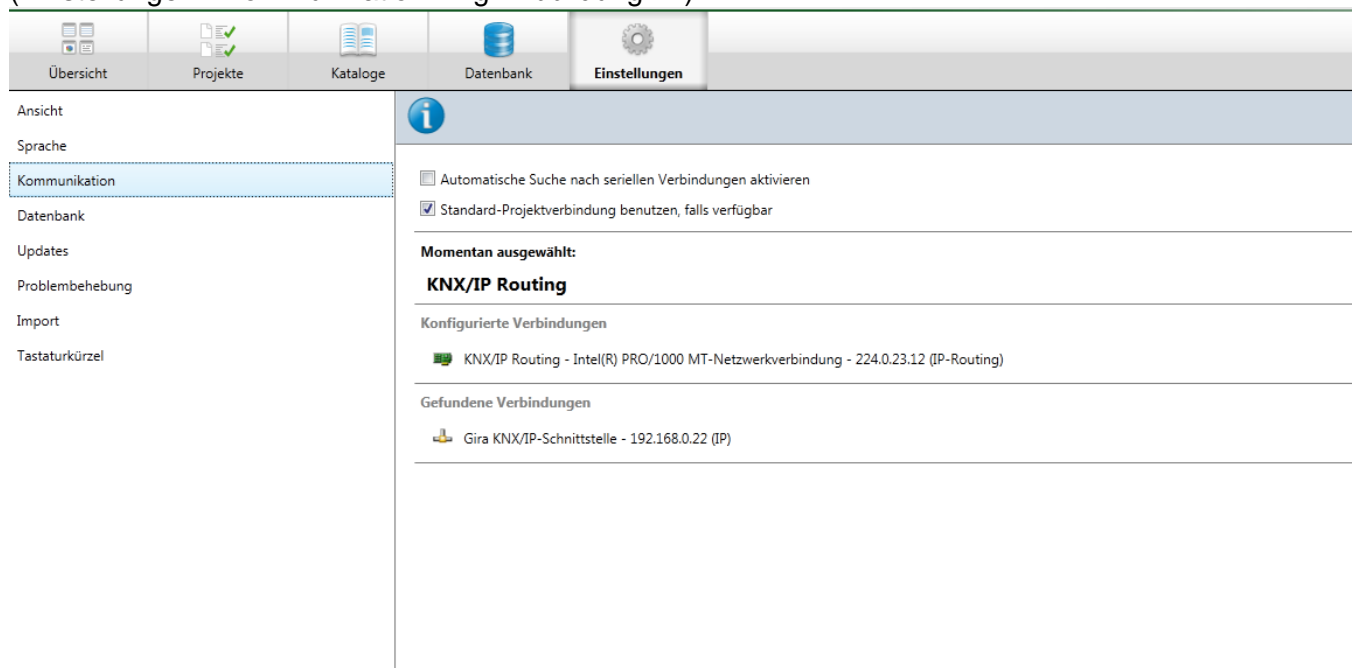 Übersicht Projekte Kataloge Datenbank Einstellungen
Ansicht
Sprache
Kommunikation
Datenbank
Updates
Problembehebung
Import
Tastaturkürzel
Automatische Suche nach seriellen Verbindungen aktivieren
Standard-Projektverbindung benutzen, falls verfügbar
Momentan ausgewählt:
KNX/IP Routing
Konfigurierte Verbindungen
KNX/IP Routing - Intel(R) PRO/1000 MT-Netzwerkverbindung - 224.0.23.12 (IP-Routing)
Gefundene Verbindungen
Gira KNX/IP-Schnittstelle - 192.168.0.22 (IP)